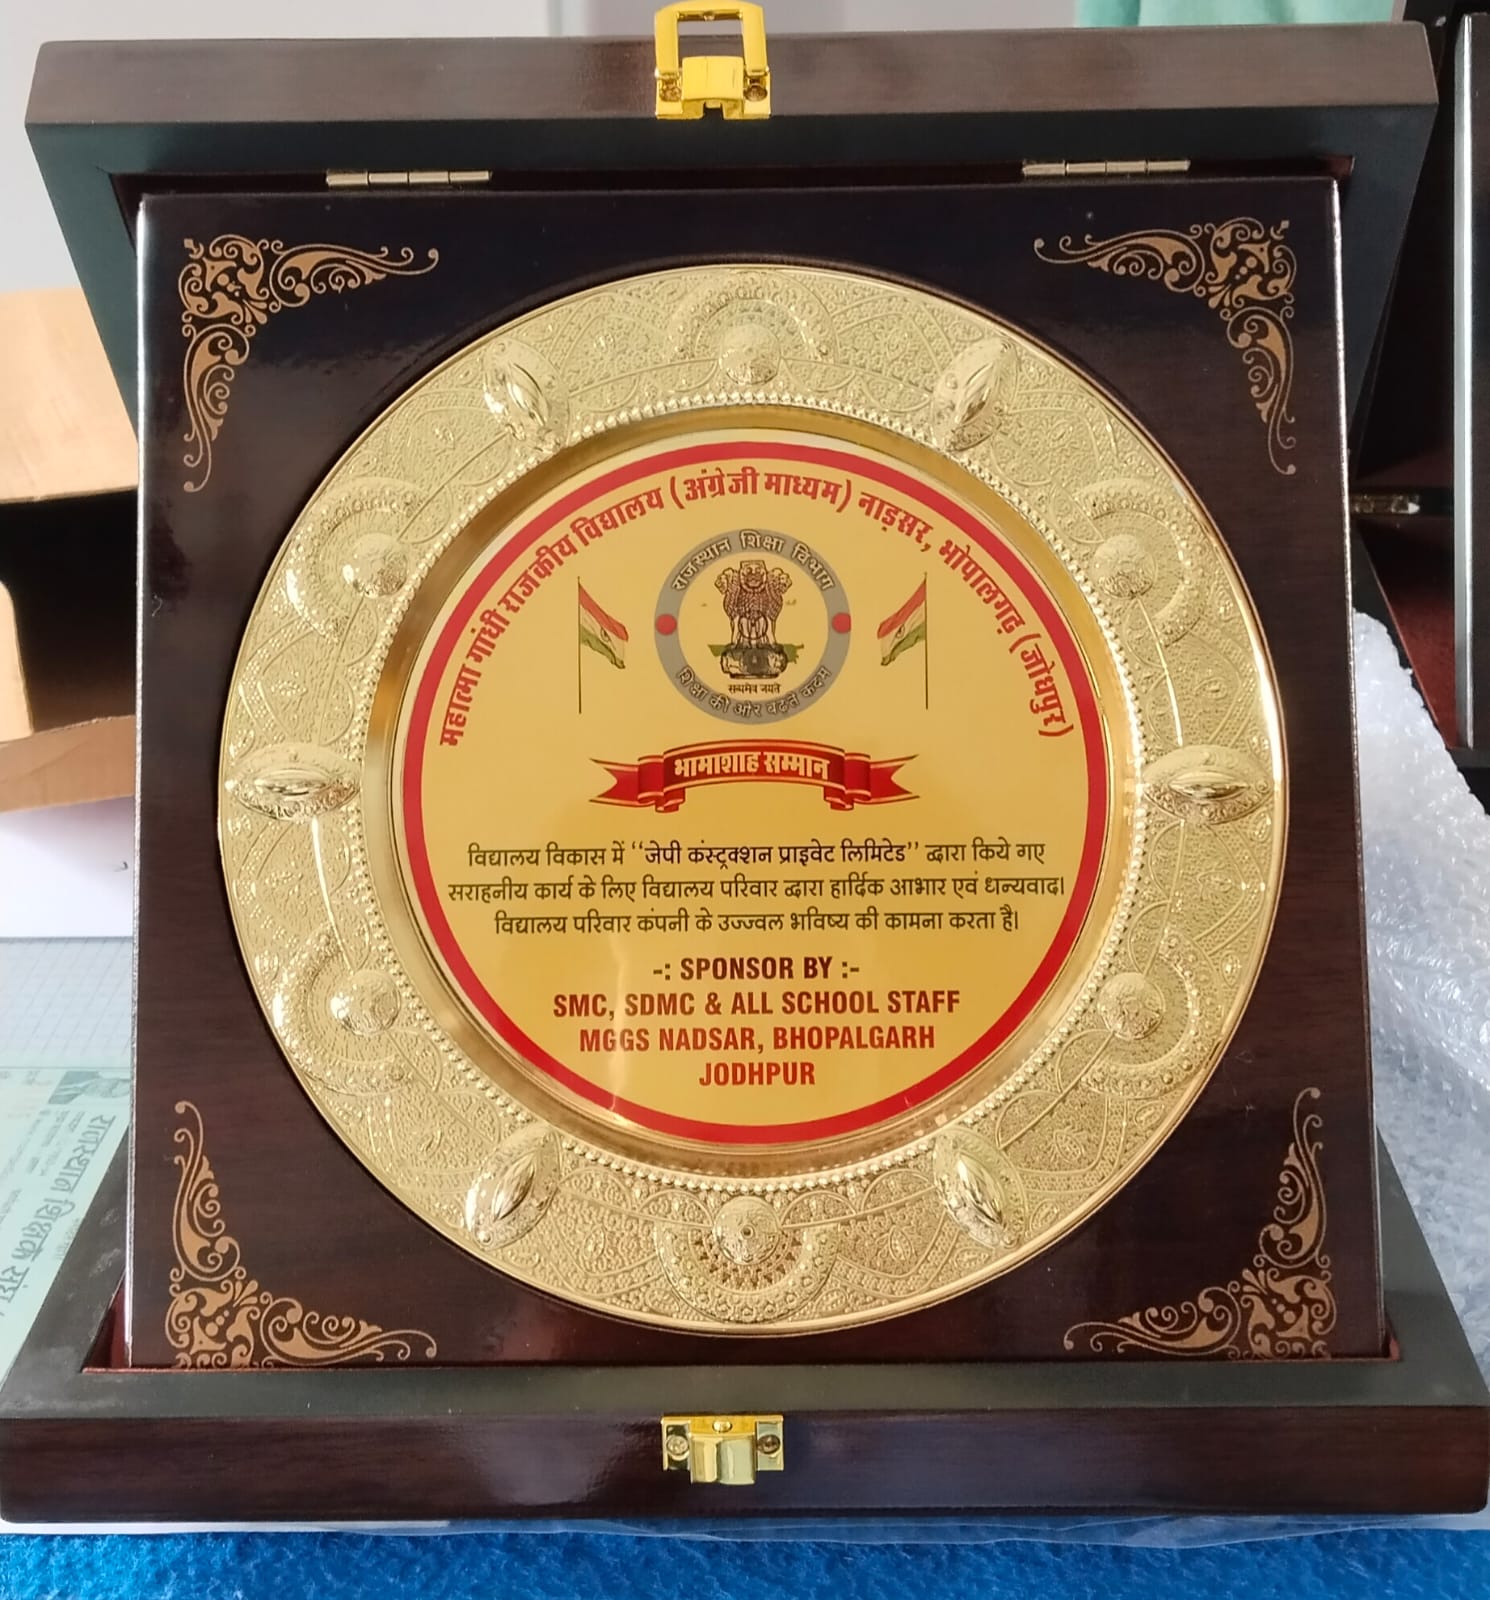 महात्मा गांधी राजकीय विद्यालय (अंग्रेजी माध्यम) नाड़सर, भोपालगढ़ (जोधपुर)
राजस्थान शिक्षा विभाग
सत्यमेव जयते
शिक्षा की ओर बढ़ते कदम
भामाशाह सम्मान
विद्यालय विकास में ‘‘जेपी कंस्ट्रक्शन प्राइवेट लिमिटेड’’ द्वारा किये गए
सराहनीय कार्य के लिए विद्यालय परिवार द्वारा हार्दिक आभार एवं धन्यवाद।
विद्यालय परिवार कंपनी के उज्ज्वल भविष्य की कामना करता है।
-: SPONSOR BY :-
SMC, SDMC & ALL SCHOOL STAFF
MGGS NADSAR, BHOPALGARH
JODHPUR
राजस्थान शिक्षक संघ